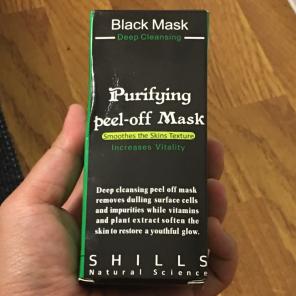 Black Mask
Deep Cleansing
Purifying
peel-off Mask
Smoothes the Skins Texture
Increases Vitality
Deep cleansing peel off mask
removes dulling surface cells
and impurities while vitamins
and plant extract soften the
skin to restore a youthful glow.
SHILLS
Natural Science